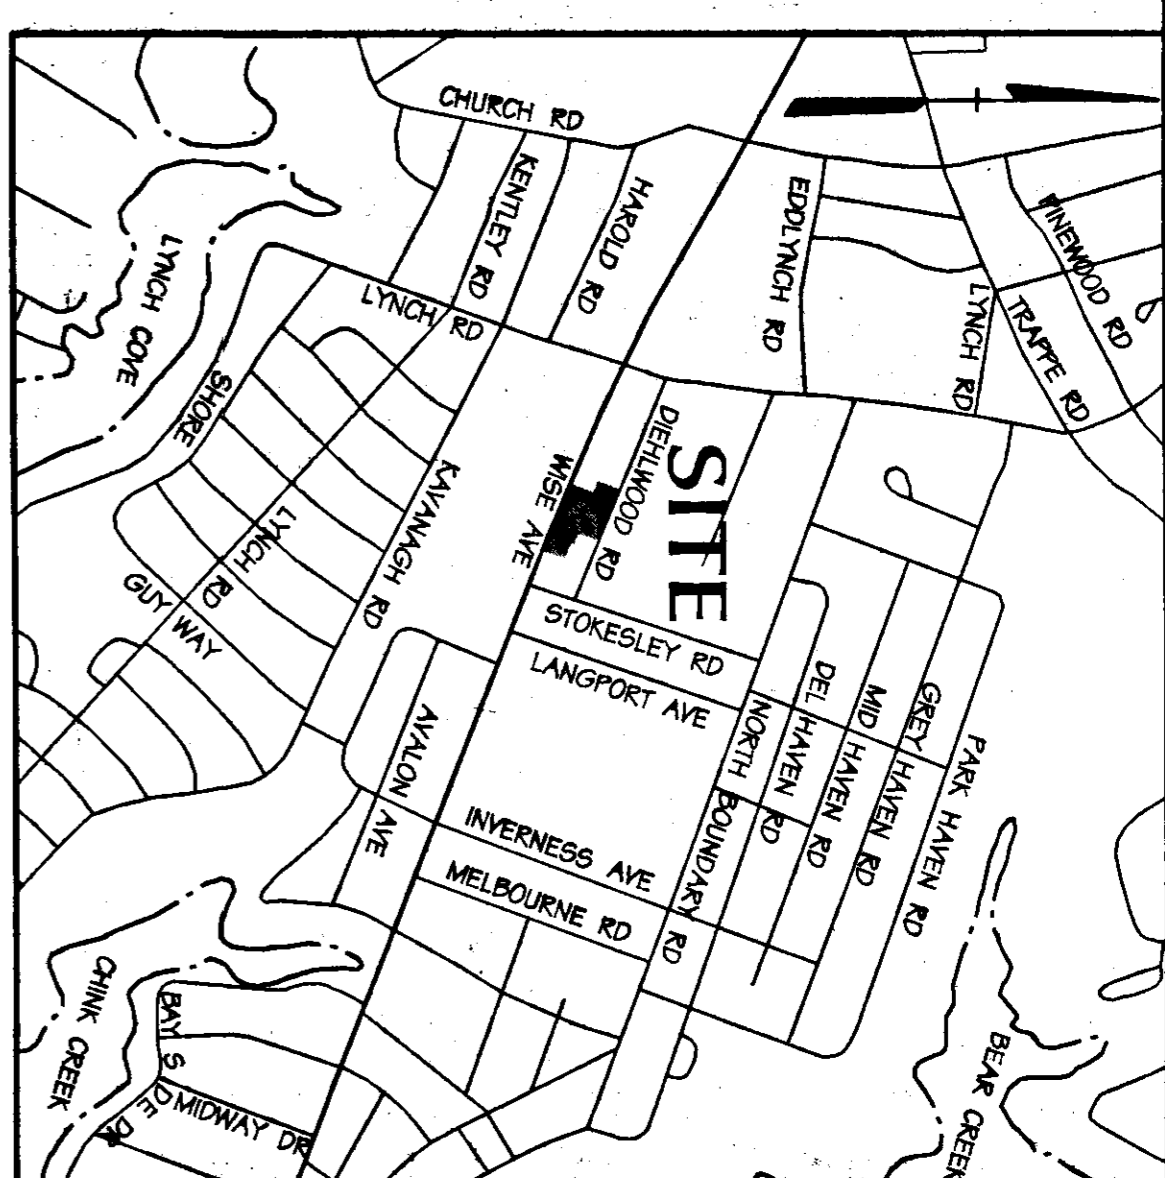 CHURCH RD
KENTLEY RD
HAROLD RD
EDDLYNCH RD
PINEWOOD RD
LYNCH COVE
LYNCH RD
LYNCH RD
TRAPPE RD
SHORE
DIEHLWOOD RD
SITE
WISE AVE
KAVANAGH RD
LYNCH RD
GUY WAY
STOKESLEY RD
LANGPORT AVE
AVALON AVE
NORTH BOUNDARY RD
DEL HAVEN RD
MID HAVEN RD
GREY HAVEN RD
PARK HAVEN RD
INVERNESS AVE
MELBOURNE RD
CHINK CREEK
BAY SIDE DR
MIDWAY DR
BEAR CREEK